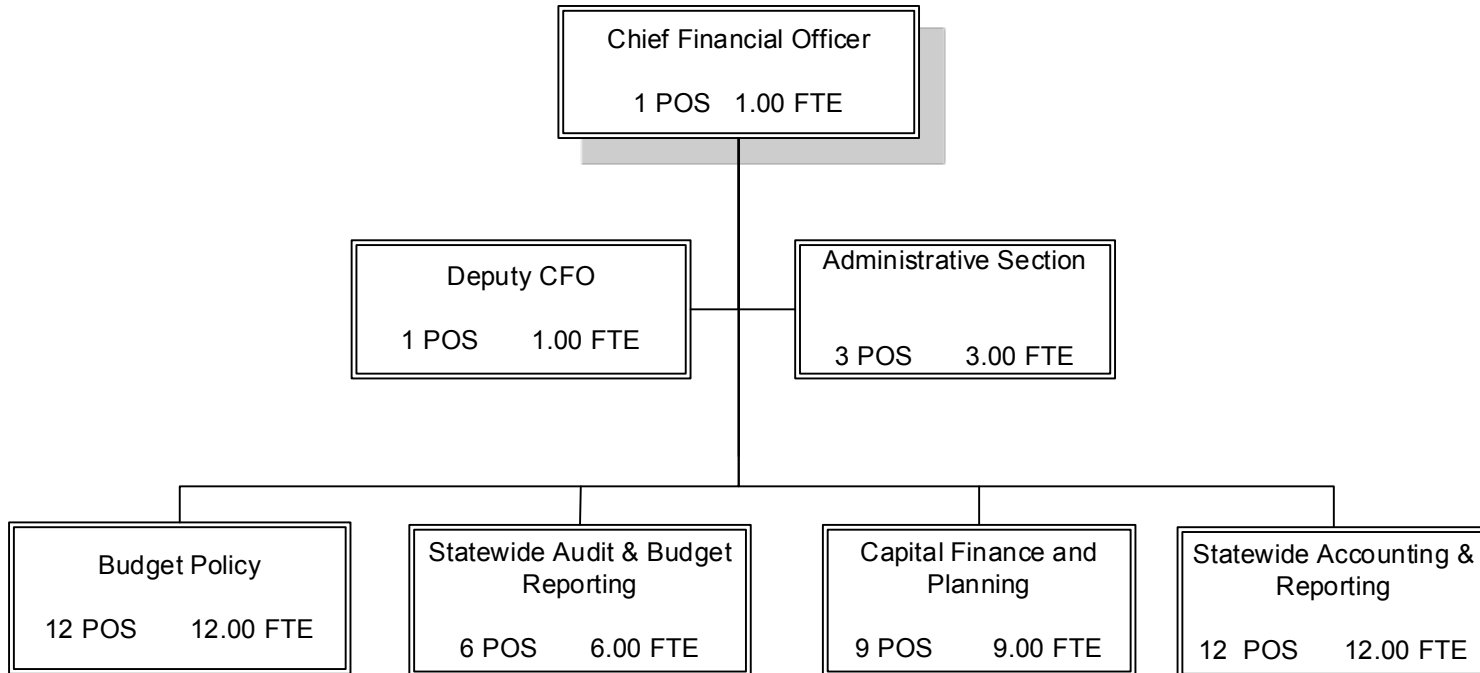 Chief Financial Officer
1 POS 1.00 FTE
Deputy CFO
1 POS 1.00 FTE
Administrative Section
3 POS 3.00 FTE
Budget Policy
12 POS 12.00 FTE
Statewide Audit & Budget
Reporting
6 POS 6.00 FTE
Capital Finance and
Planning
9 POS 9.00 FTE
Statewide Accounting &
Reporting
12 POS 12.00 FTE